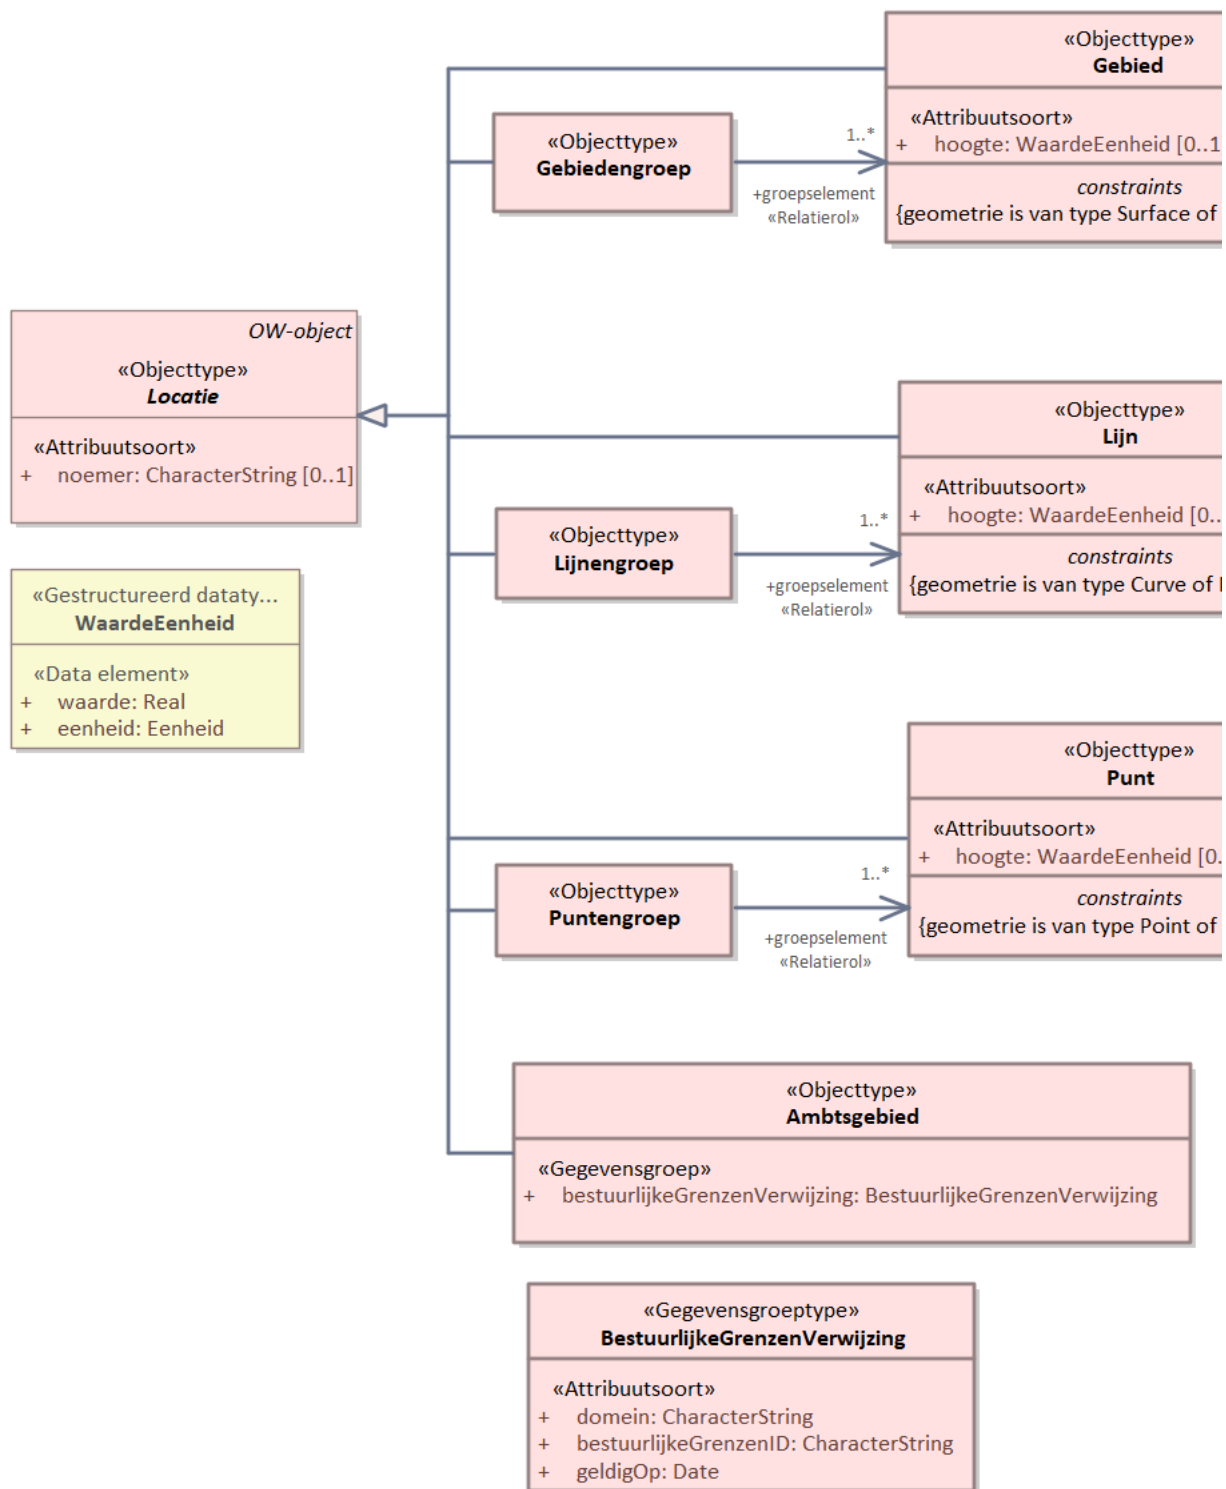 «Objecttype»
Gebied
«Attribuutsoort»
+ hoogte: WaardeEenheid [0..1
constraints
{geometrie is van type Surface of
«Objecttype»
Gebiedengroep
1..*
+groepselement
«Relatierol»
OW-object
«Objecttype»
Locatie
«Attribuutsoort»
+ noemer: CharacterString [0..1]
«Objecttype»
Lijn
«Attribuutsoort»
+ hoogte: WaardeEenheid [0..
constraints
{geometrie is van type Curve of
«Objecttype»
Lijnengroep
1..*
+groepselement
«Relatierol»
«Gestructureerd dataty...
WaardeEenheid
«Data element»
+ waarde: Real
+ eenheid: Eenheid
«Objecttype»
Punt
«Attribuutsoort»
+ hoogte: WaardeEenheid [0.
constraints
{geometrie is van type Point of
«Objecttype»
Puntengroep
1..*
+groepselement
«Relatierol»
«Objecttype»
Ambtsgebied
«Gegevensgroep»
+ bestuurlijkeGrenzenVerwijzing: BestuurlijkeGrenzenVerwijzing
«Gegevensgroeptype»
BestuurlijkeGrenzenVerwijzing
«Attribuutsoort»
+ domein: CharacterString
+ bestuurlijkeGrenzenID: CharacterString
+ geldigOp: Date